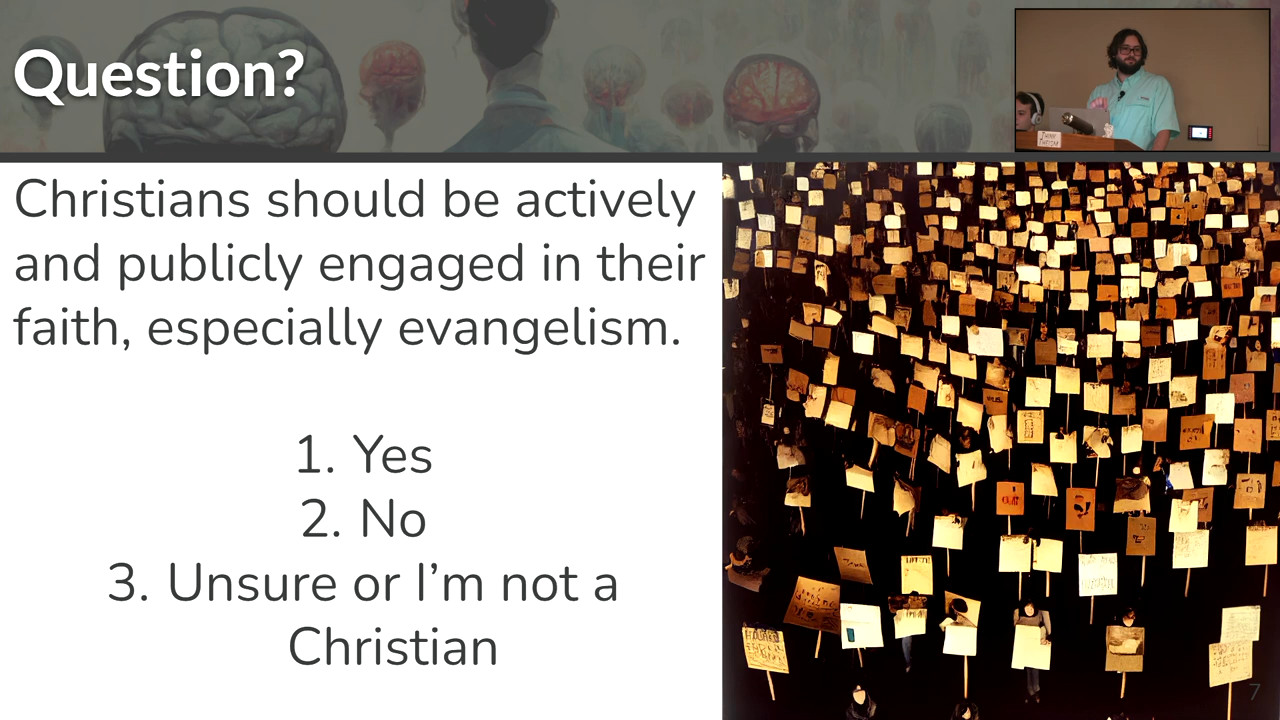 Question?
Christians should be actively
and publicly engaged in their
faith, especially evangelism.
1. Yes
2. No
3. Unsure or I'm not a
Christian
7